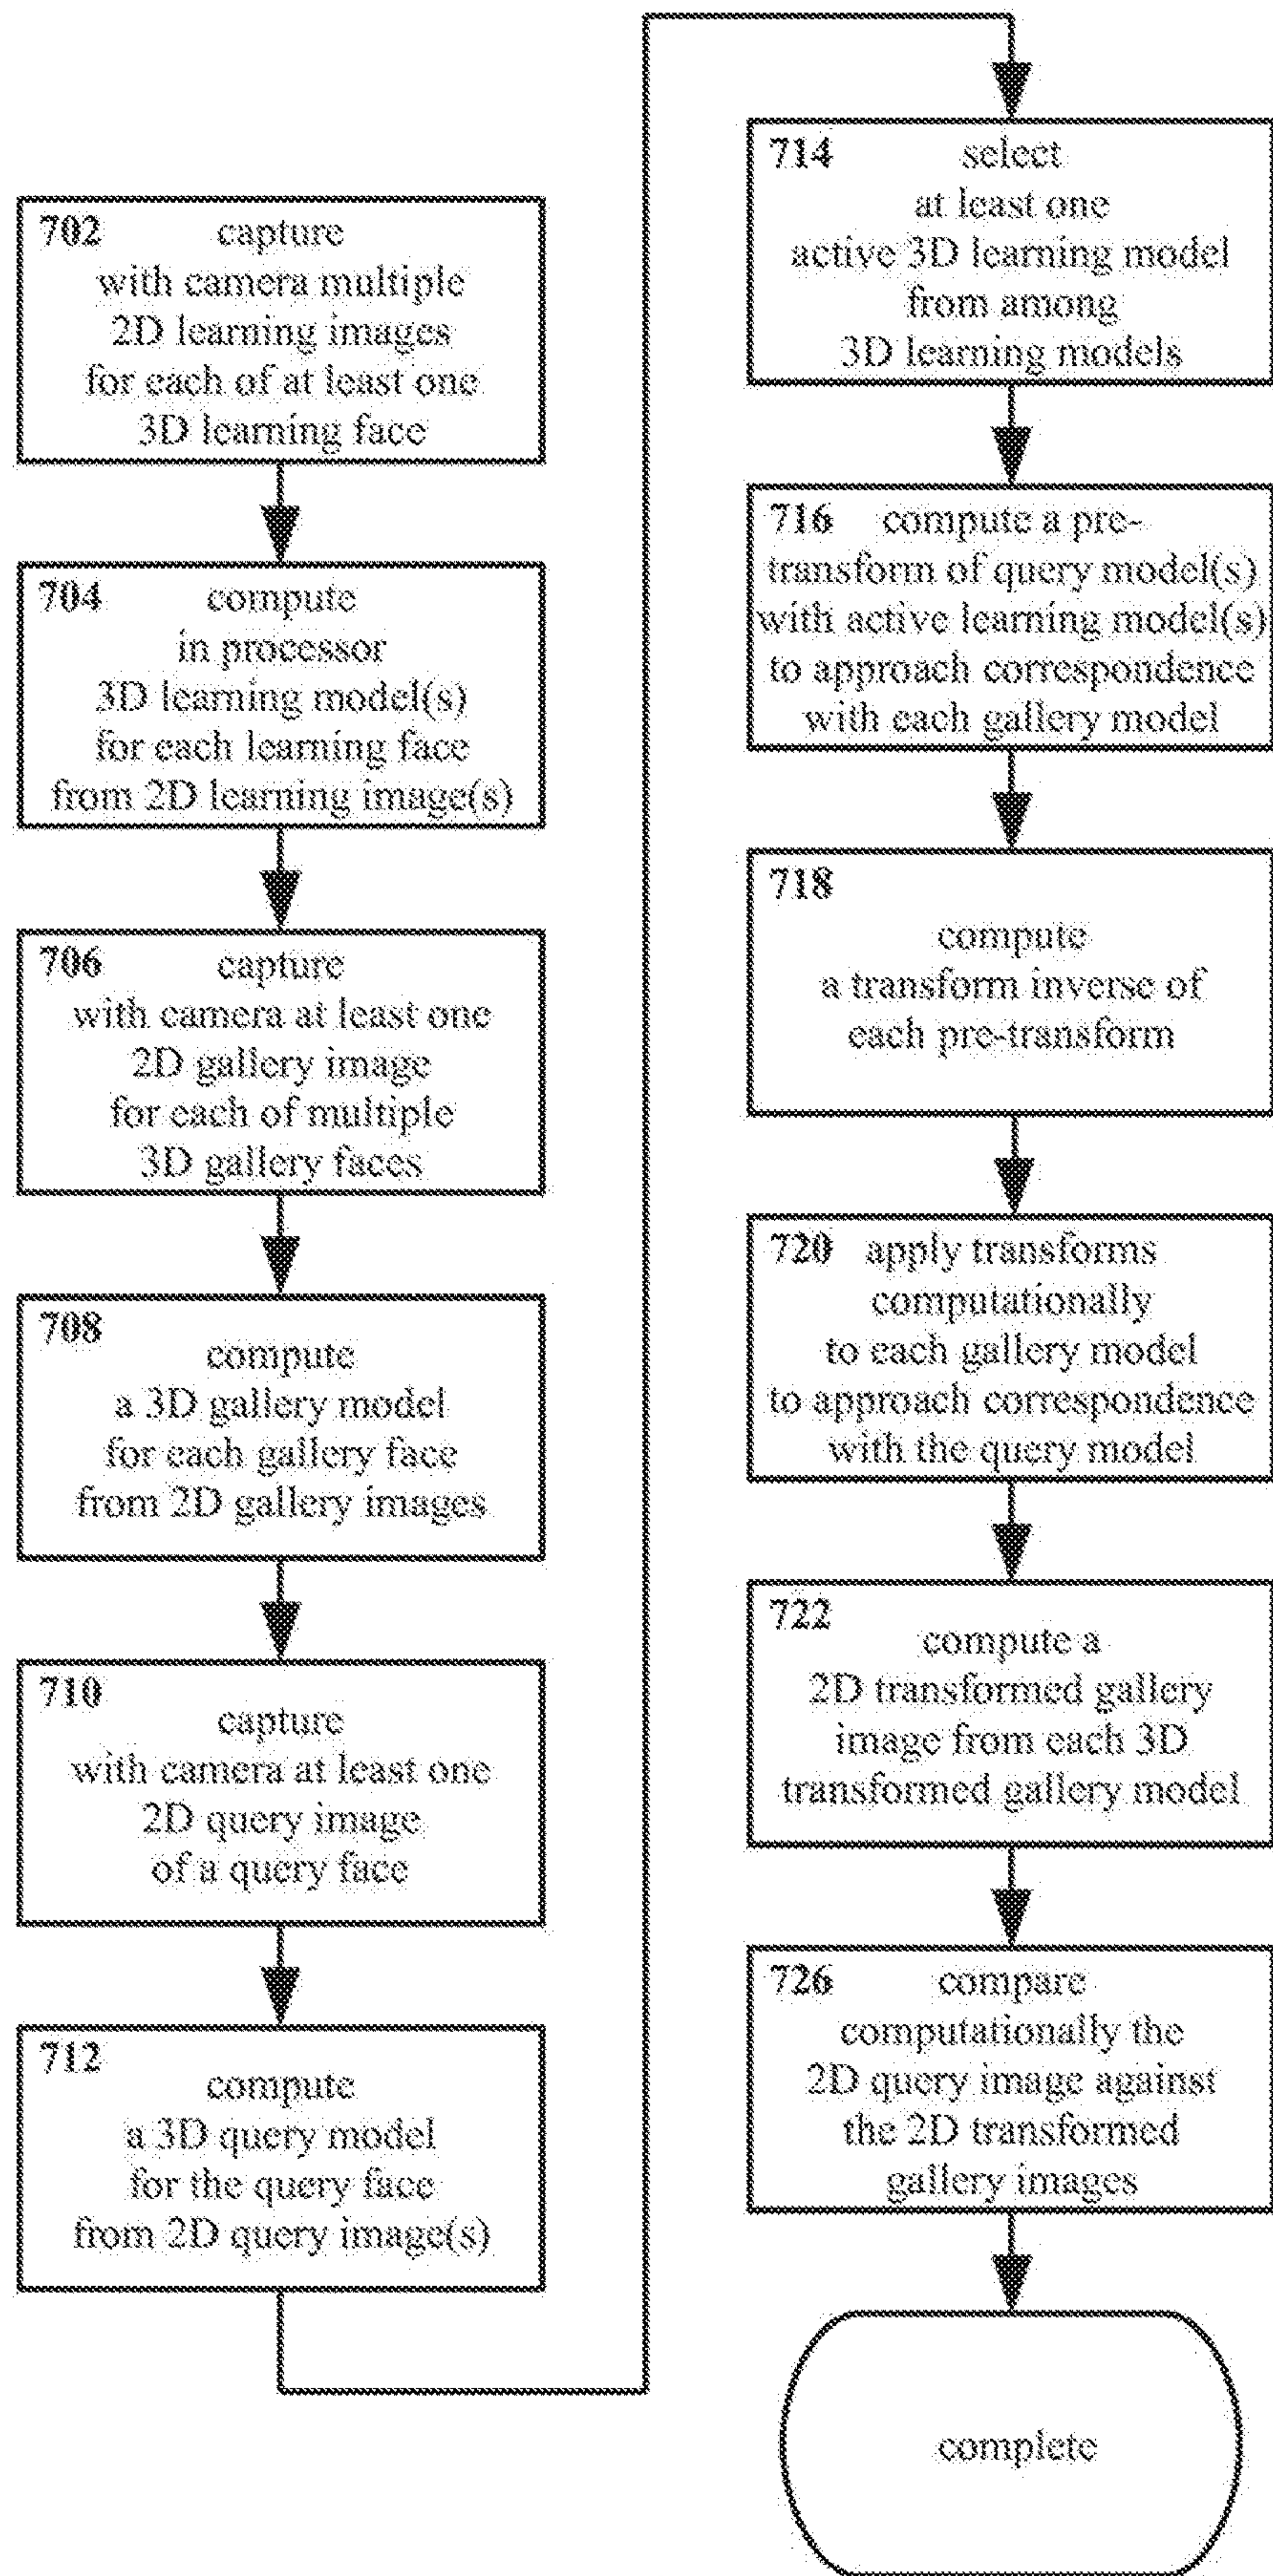 702 capture
with camera multiple
2D learning images
for each of at least one
3D learning face
704 compute
in processor
3D learning model(s)
for each learning face
from 2D learning image(s)
706 capture
with camera at least one
2D gallery image
for each of multiple
3D gallery faces
708
compute
a 3D gallery model
for each gallery face
from 2D gallery images
710
capture
with camera at least one
2D query image
of a query face
712
compute
a 3D query model
for the query face
from 2D query image(s)
714 select
at least one
active 3D learning model
from among
3D learning models
716 compute a pre-
transform of query model(s)
with active learning model(s)
to approach correspondence
with each gallery model
718
compute
a transform inverse of
each pre-transform
720 apply transforms
computationally
to each gallery model
to approach correspondence
with the query model
722
compute a
2D transformed gallery
image from each 3D
transformed gallery model
726 compare
computationally the
2D query image against
the 2D transformed
gallery images
complete